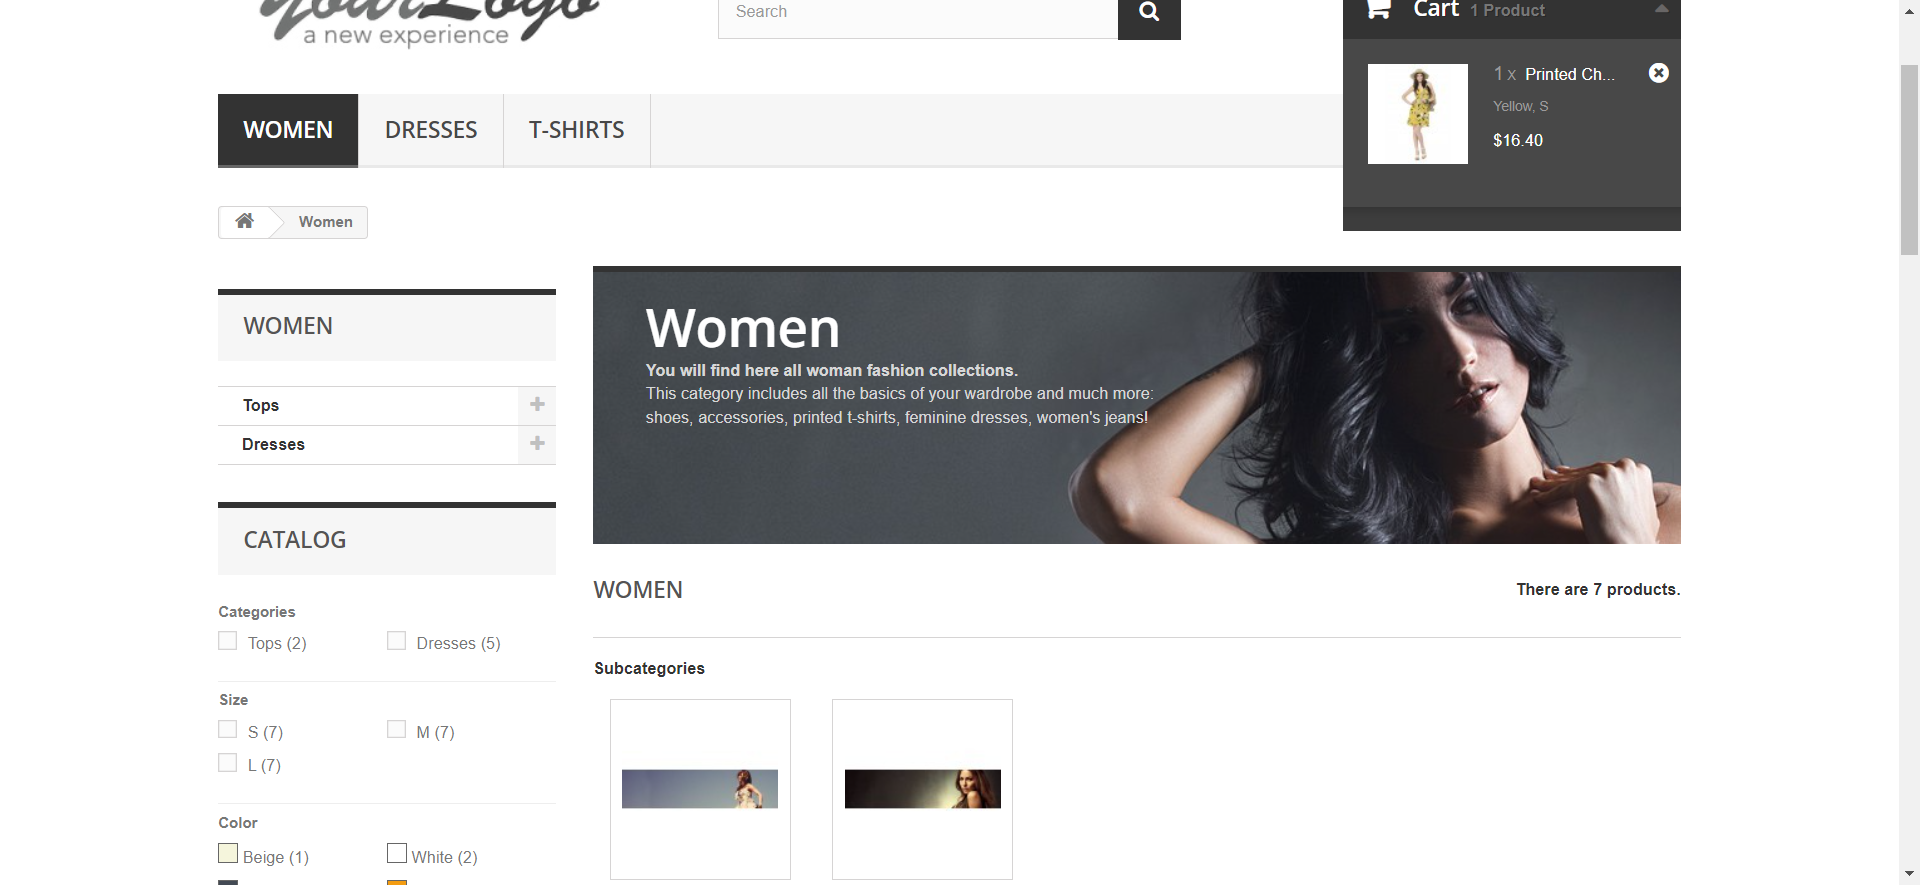 yourLogo
a new experience
Search
Cart 1 Product
1 x Printed Ch...
Yellow, S
$16.40
WOMEN
DRESSES
T-SHIRTS
Women
WOMEN
Tops
Dresses
CATALOG
Categories
Tops (2)
Dresses (5)
Size
S (7)
M (7)
L (7)
Color
Beige (1)
White (2)
Women
You will find here all woman fashion collections.
This category includes all the basics of your wardrobe and much more:
shoes, accessories, printed t-shirts, feminine dresses, women's jeans!
WOMEN
There are 7 products.
Subcategories